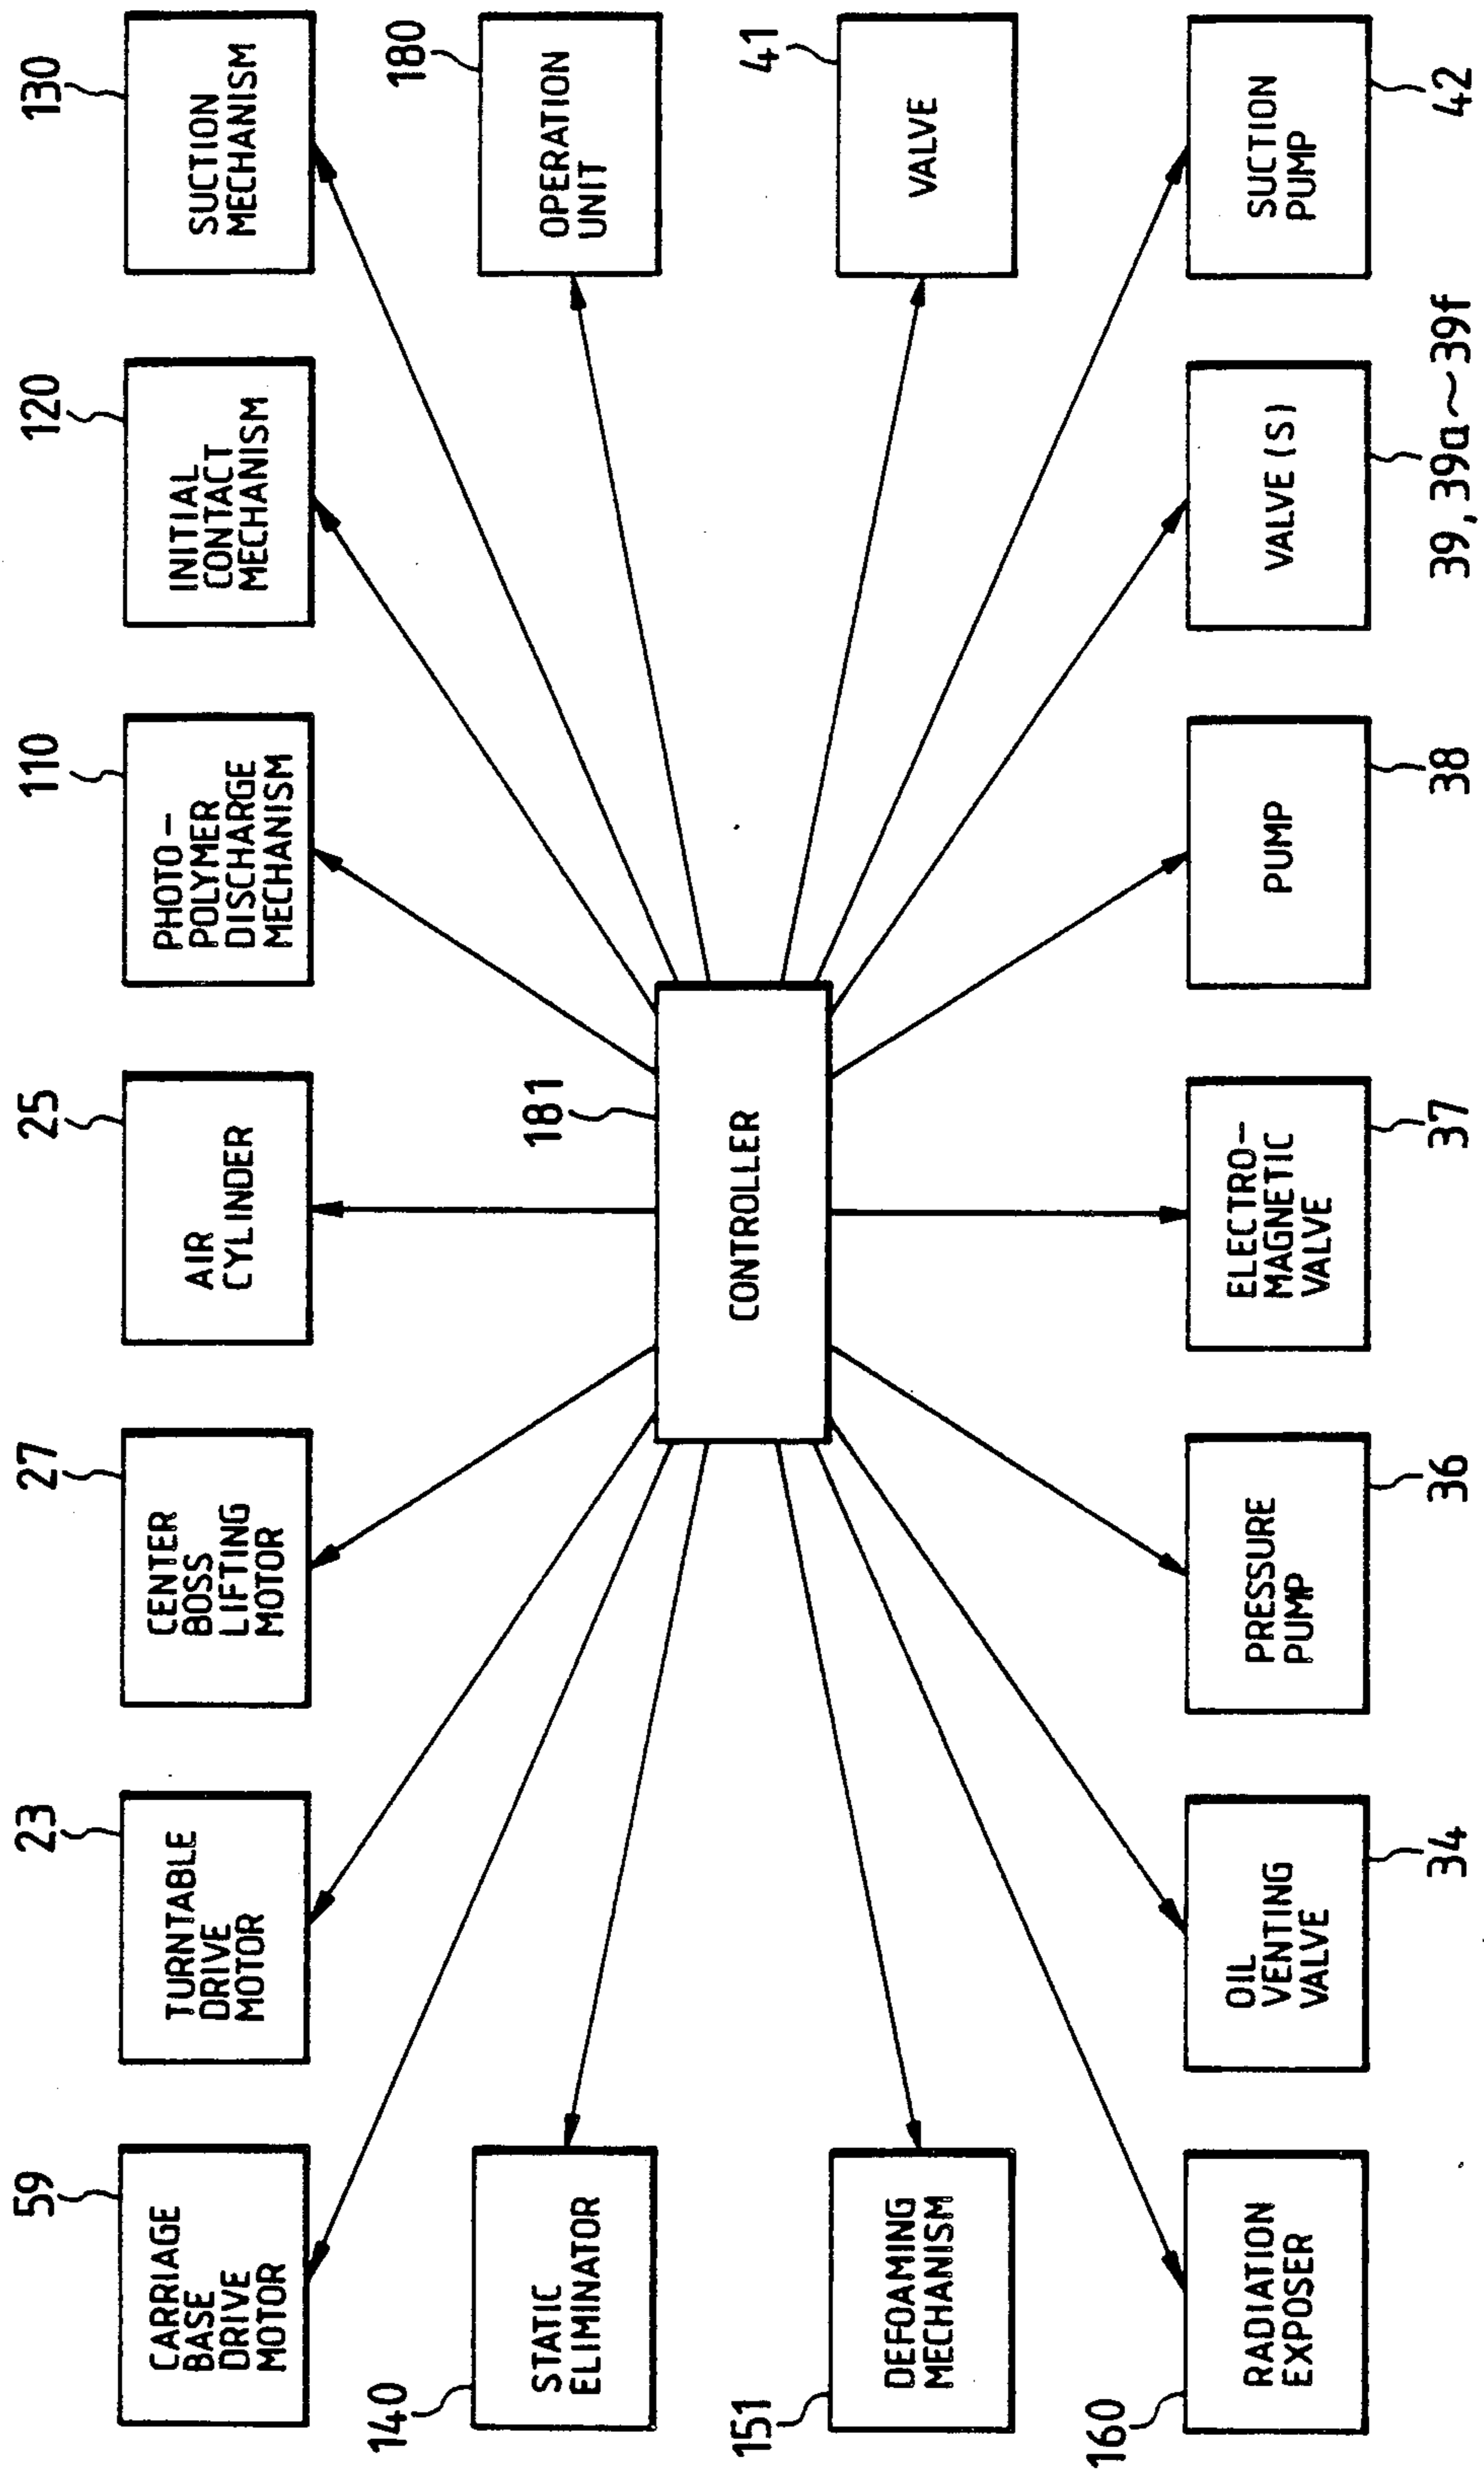 59
CARRIAGE
BASE
DRIVE
MOTOR
23
TURNTABLE
DRIVE
MOTOR
27
CENTER
BOSS
LIFTING
MOTOR
25
AIR
CYLINDER
110
PHOTO-
POLYMER
DISCHARGE
MECHANISM
120
INITIAL
CONTACT
MECHANISM
130
SUCTION
MECHANISM
140
STATIC
ELIMINATOR
181
CONTROLLER
180
OPERATION
UNIT
151
DEFOAMING
MECHANISM
41
VALVE
160
RADIATION
EXPOSER
OIL
VENTING
VALVE
34
PRESSURE
PUMP
36
ELECTRO-
MAGNETIC
VALVE
37
PUMP
38
VALVE(S)
39, 39a~39f
SUCTION
PUMP
42